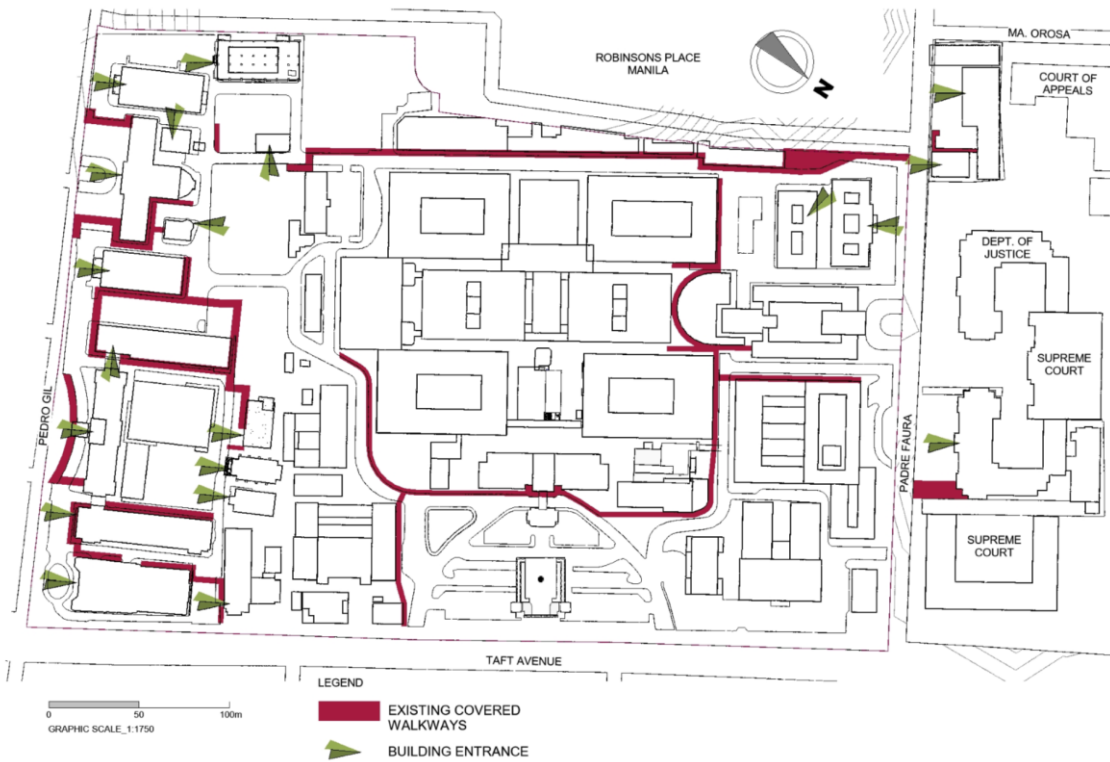 MA. OROSA
ROBINSONS PLACE
MANILA
COURT OF
APPEALS
N
DEPT. OF
JUSTICE
SUPREME
COURT
PEDRO GIL
PADRE FAURA
SUPREME
COURT
TAFT AVENUE
LEGEND
0 50 100m
GRAPHIC SCALE_1:1750
EXISTING COVERED
WALKWAYS
BUILDING ENTRANCE